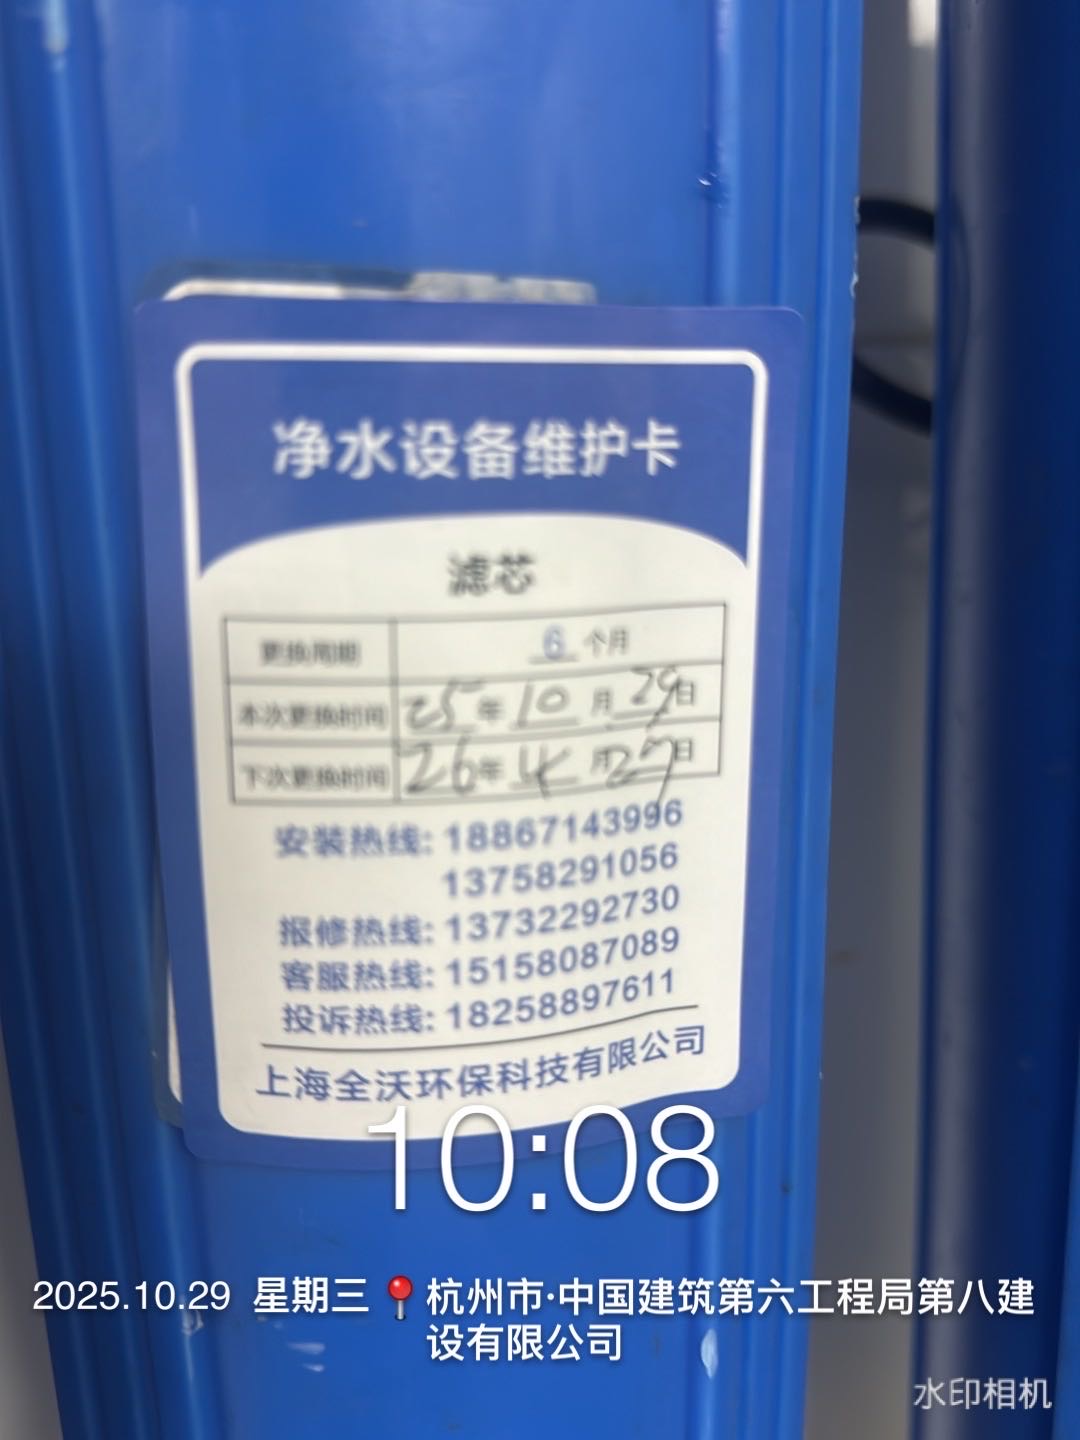 净水设备维护卡
滤芯
更换周期 6 个月
本次更换时间 25年 10月 29日
下次更换时间 26年 4月 27日
安装热线: 18867143996
13758291056
报修热线: 13732292730
客服热线: 15158087089
投诉热线: 18258897611
上海全沃环保科技有限公司
10:08
2025.10.29 星期三 杭州市·中国建筑第六工程局第八建
设有限公司
水印相机